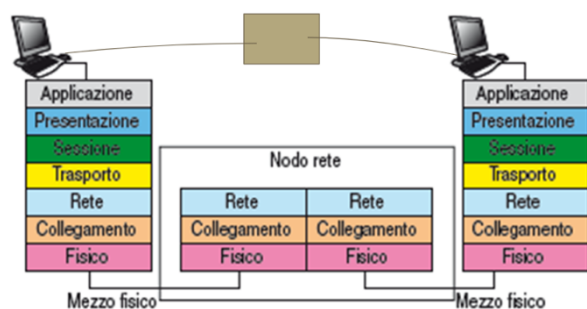 Applicazione
Presentazione
Sessione
Trasporto
Rete
Collegamento
Fisico
Mezzo fisico
Nodo rete
Rete Rete
Collegamento Collegamento
Fisico Fisico
Applicazione
Presentazione
Sessione
Trasporto
Rete
Collegamento
Fisico
Mezzo fisico